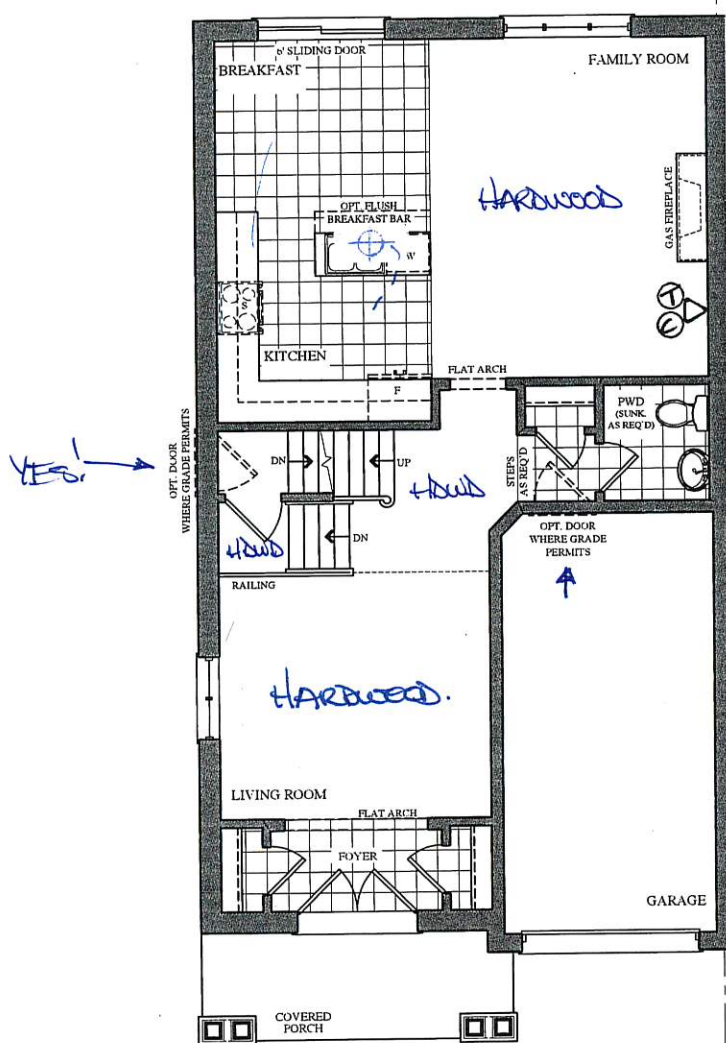 6' SLIDING DOOR
BREAKFAST
FAMILY ROOM
HARDWOOD
GAS FIREPLACE
OPT. FLUSH
BREAKFAST BAR
W
S
T
E
KITCHEN
F
FLAT ARCH
PWD
(SUNK.
AS REQ'D)
YES!
OPT. DOOR
WHERE GRADE PERMITS
DN
UP
HDWD
STEPS
AS REQ'D
HDWD
DN
OPT. DOOR
WHERE GRADE
PERMITS
RAILING
HARDWOOD.
LIVING ROOM
FLAT ARCH
FOYER
GARAGE
COVERED
PORCH